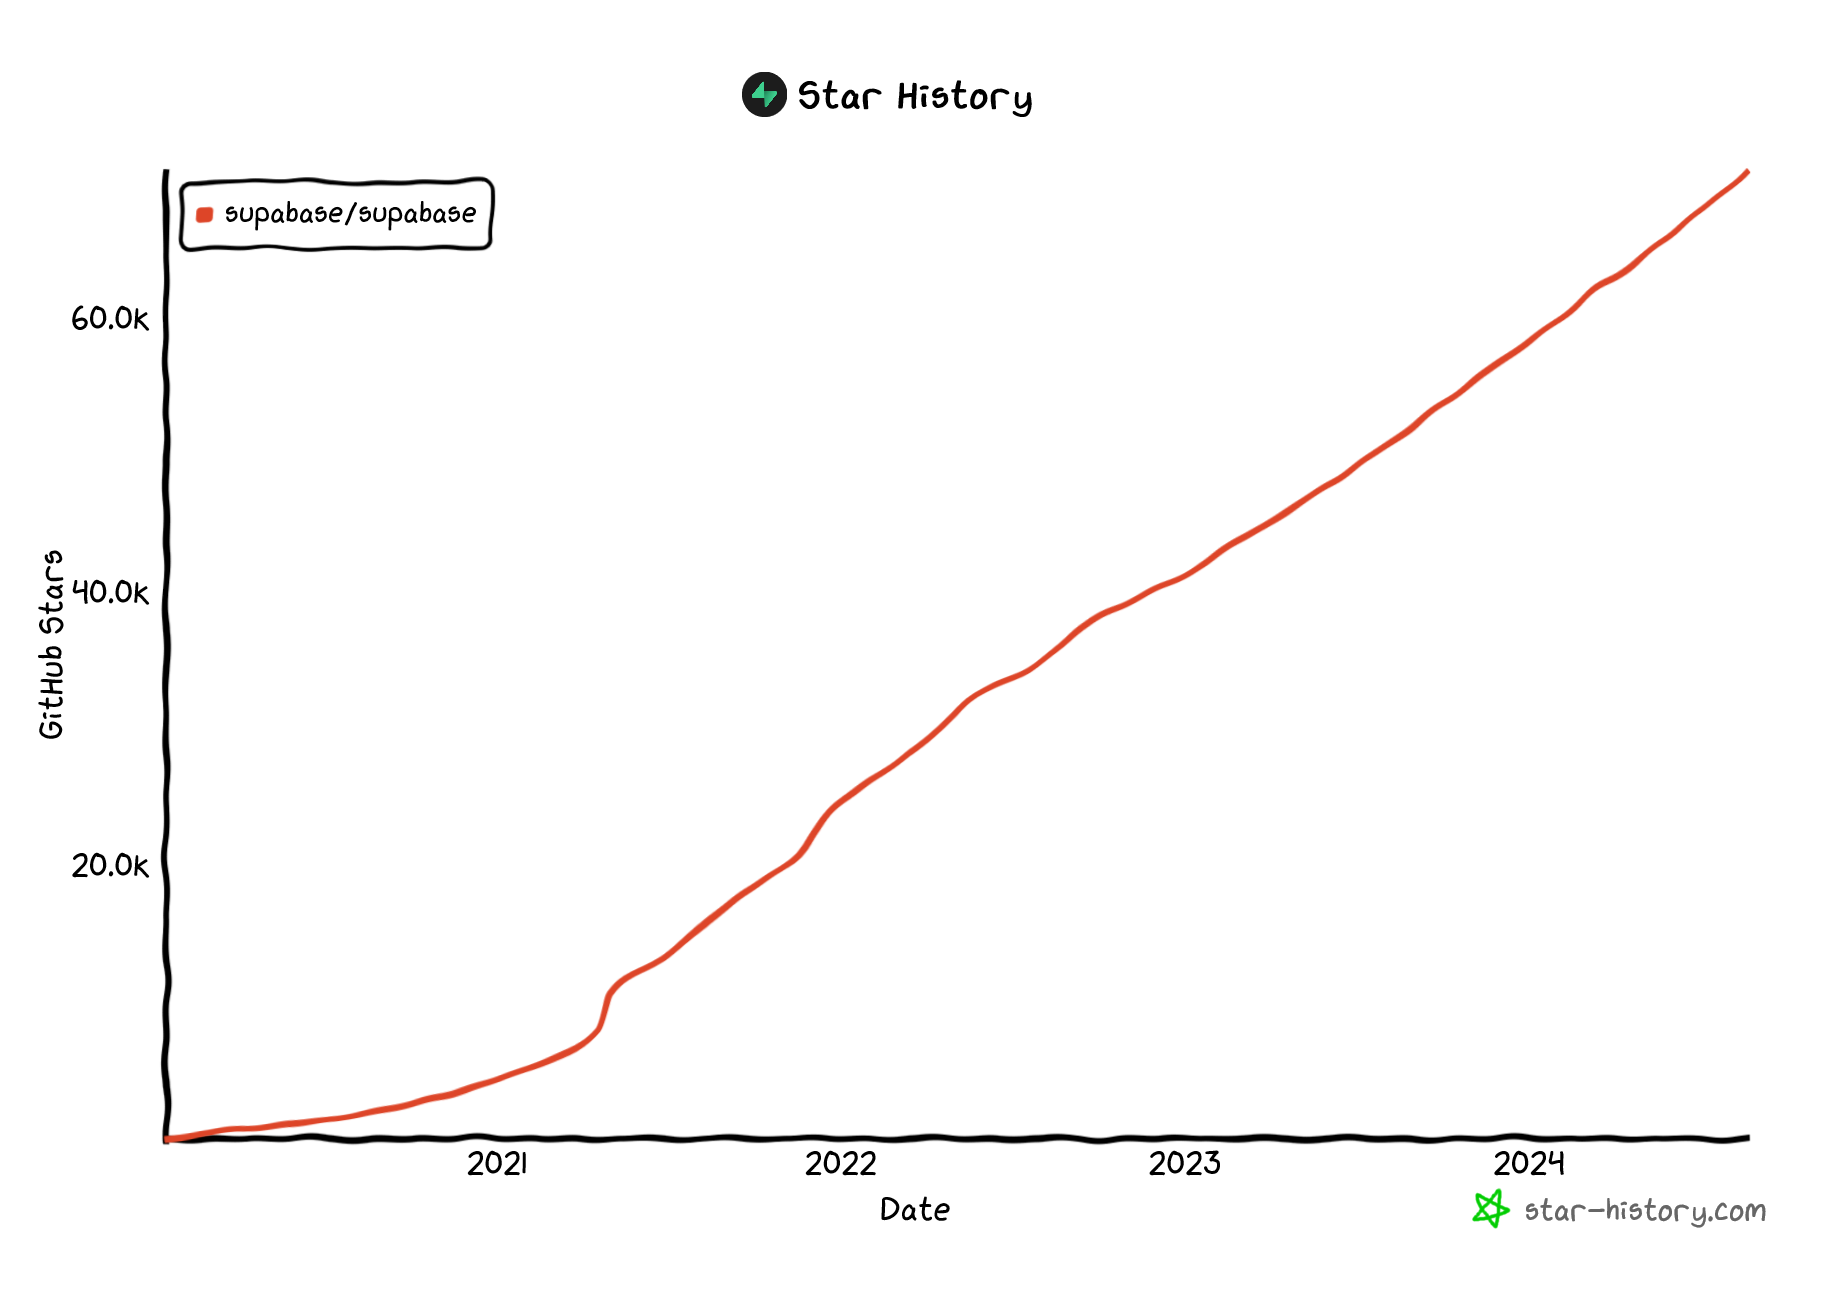 Star History
supabase/supabase
60.0k
40.0k
20.0k
GitHub Stars
2021 2022 2023 2024
Date
star-history.com